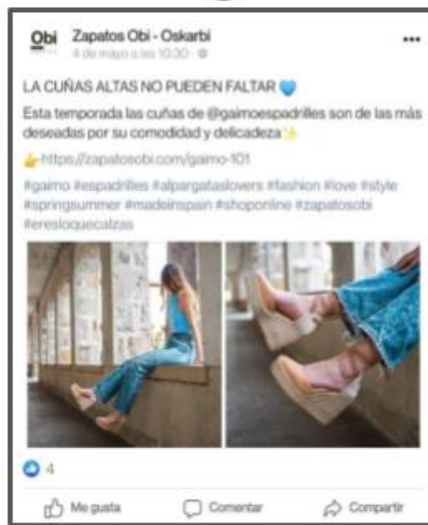 Obi Zapatos Obi - Oskarbi
4 de mayo a las 10:30
LA CUÑAS ALTAS NO PUEDEN FALTAR 💙
Esta temporada las cuñas de @gaimoespadrilles son de las más
deseadas por su comodidad y delicadeza✨
👉https://zapatosobi.com/gaimo-101
#gaimo #espadrilles #alpargataslovers #fashion #love #style
#springsummer #madeinspain #shoponline #zapatosobi
#eresloquecalzas
4
Me gusta Comentar Compartir